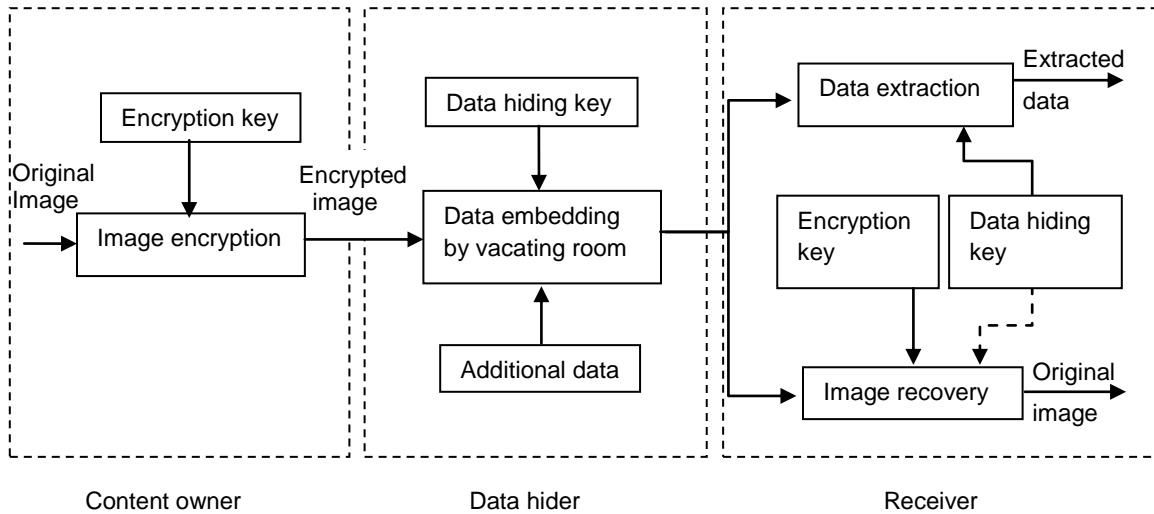 Encryption key
Original
Image
Image encryption
Encrypted
image
Data hiding key
Data embedding
by vacating room
Additional data
Data extraction
Extracted
data
Encryption
key
Data hiding
key
Image recovery
Original
image
Content owner
Data hider
Receiver